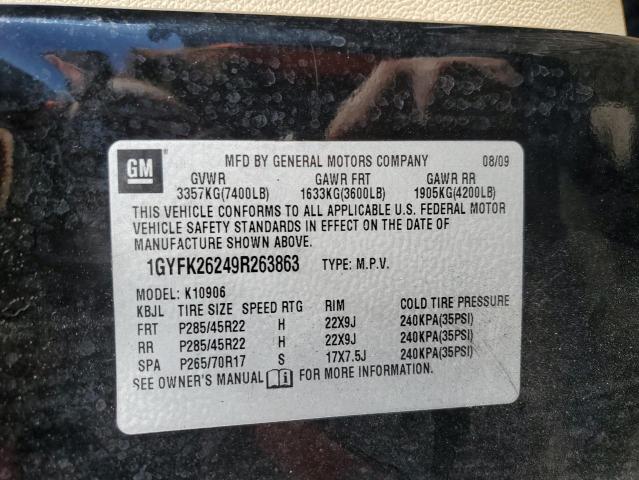 GM
MFD BY GENERAL MOTORS COMPANY 08/09
GVWR GAWR FRT GAWR RR
3357KG(7400LB) 1633KG(3600LB) 1905KG(4200LB)
THIS VEHICLE CONFORMS TO ALL APPLICABLE U.S. FEDERAL MOTOR
VEHICLE SAFETY STANDARDS IN EFFECT ON THE DATE OF
MANUFACTURE SHOWN ABOVE.
1GYFK26249R263863 TYPE: M.P.V.
MODEL: K10906
KBJL TIRE SIZE SPEED RTG RIM COLD TIRE PRESSURE
FRT P285/45R22 H 22X9J 240KPA(35PSI)
RR P285/45R22 H 22X9J 240KPA(35PSI)
SPA P265/70R17 S 17X7.5J 240KPA(35PSI)
SEE OWNER'S MANUAL FOR MORE INFORMATION.